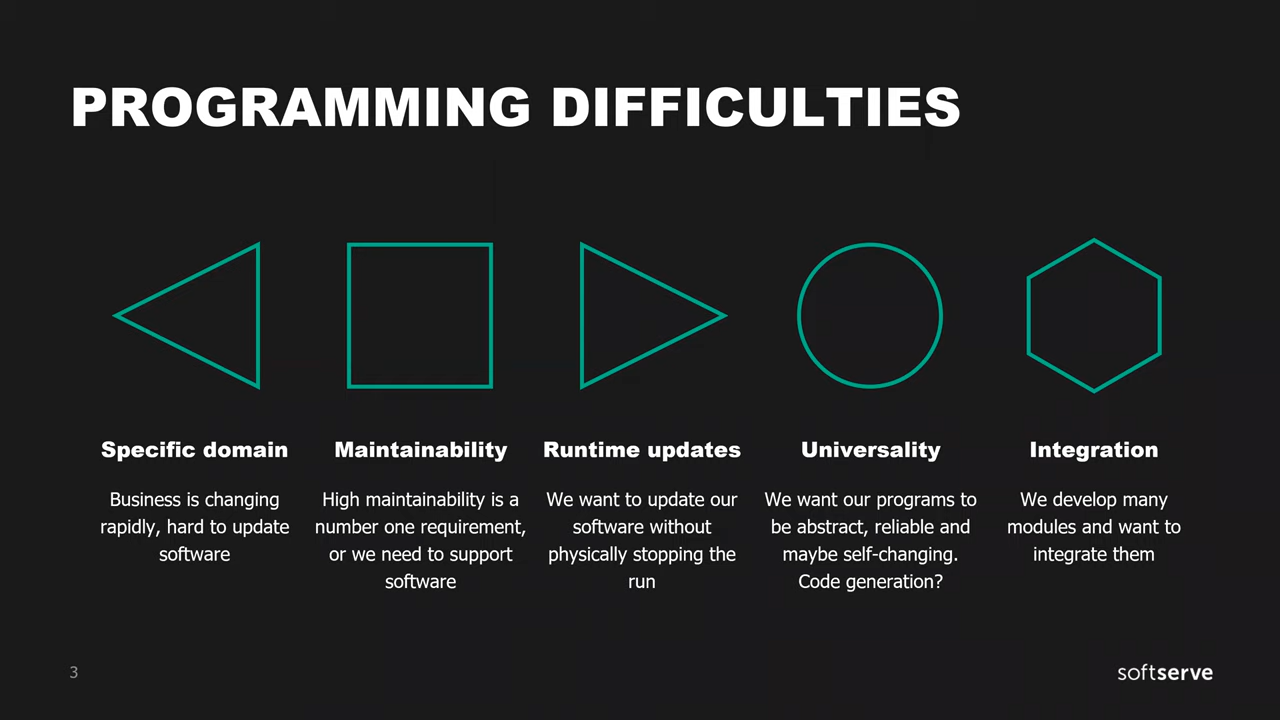 PROGRAMMING DIFFICULTIES
Specific domain
Business is changing
rapidly, hard to update
software
Maintainability
High maintainability is a
number one requirement,
or we need to support
software
Runtime updates
We want to update our
software without
physically stopping the
run
Universality
We want our programs to
be abstract, reliable and
maybe self-changing.
Code generation?
Integration
We develop many
modules and want to
integrate them
3
softserve